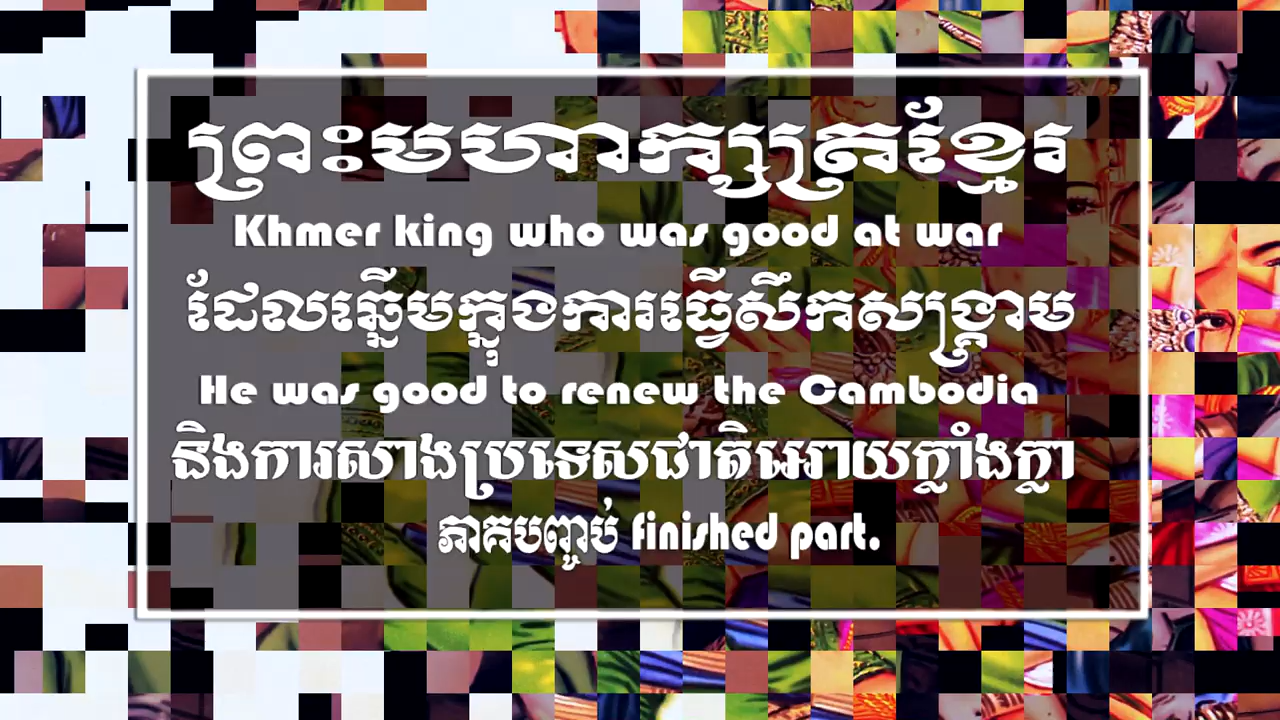 ព្រះមហាក្សត្រខ្មែរ
Khmer king who was good at war
ដែលឆ្នើមក្នុងការធ្វើសឹកសង្គ្រាម
He was good to renew the Cambodia
និងការសាងប្រទេសជាតិអោយក្លាំងក្លា
ភាគបញ្ចប់ finished part.